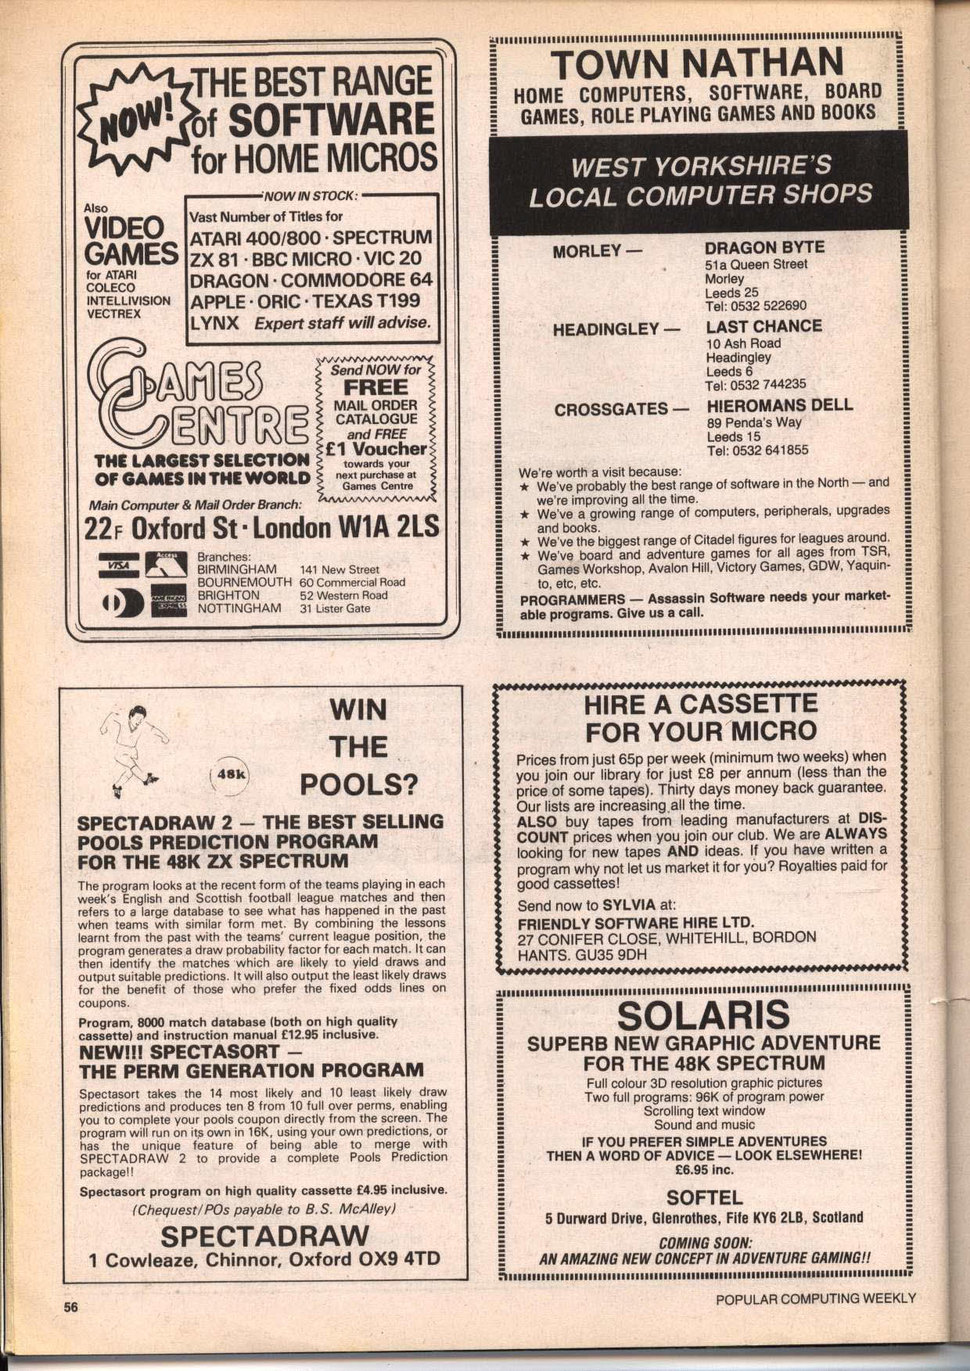 NOW!
THE BEST RANGE
of SOFTWARE
for HOME MICROS
Also
VIDEO
GAMES
for ATARI
COLECO
INTELLIVISION
VECTREX
NOW IN STOCK:
Vast Number of Titles for
ATARI 400/800 · SPECTRUM
ZX 81 · BBC MICRO · VIC 20
DRAGON · COMMODORE 64
APPLE · ORIC · TEXAS T199
LYNX Expert staff will advise.
GAMES
CENTRE
THE LARGEST SELECTION
OF GAMES IN THE WORLD
Send NOW for
FREE
MAIL ORDER
CATALOGUE
and FREE
£1 Voucher
towards your
next purchase at
Games Centre
Main Computer & Mail Order Branch:
22F Oxford St · London W1A 2LS
VISA
Access
AMERICAN
EXPRESS
Branches:
BIRMINGHAM 141 New Street
BOURNEMOUTH 60 Commercial Road
BRIGHTON 52 Western Road
NOTTINGHAM 31 Lister Gate
TOWN NATHAN
HOME COMPUTERS, SOFTWARE, BOARD
GAMES, ROLE PLAYING GAMES AND BOOKS
WEST YORKSHIRE'S
LOCAL COMPUTER SHOPS
MORLEY — DRAGON BYTE
51a Queen Street
Morley
Leeds 25
Tel: 0532 522690
HEADINGLEY — LAST CHANCE
10 Ash Road
Headingley
Leeds 6
Tel: 0532 744235
CROSSGATES — HIEROMANS DELL
89 Penda's Way
Leeds 15
Tel: 0532 641855
We're worth a visit because:
★ We've probably the best range of software in the North — and
we're improving all the time.
★ We've a growing range of computers, peripherals, upgrades
and books.
★ We've the biggest range of Citadel figures for leagues around.
★ We've board and adventure games for all ages from TSR,
Games Workshop, Avalon Hill, Victory Games, GDW, Yaquin-
to, etc, etc.
PROGRAMMERS — Assassin Software needs your market-
able programs. Give us a call.
48k
WIN
THE
POOLS?
SPECTADRAW 2 — THE BEST SELLING
POOLS PREDICTION PROGRAM
FOR THE 48K ZX SPECTRUM
The program looks at the recent form of the teams playing in each
week's English and Scottish football league matches and then
refers to a large database to see what has happened in the past
when teams with similar form met. By combining the lessons
learnt from the past with the teams' current league position, the
program generates a draw probability factor for each match. It can
then identify the matches which are likely to yield draws and
output suitable predictions. It will also output the least likely draws
for the benefit of those who prefer the fixed odds lines on
coupons.
Program, 8000 match database (both on high quality
cassette) and instruction manual £12.95 inclusive.
NEW!!! SPECTASORT —
THE PERM GENERATION PROGRAM
Spectasort takes the 14 most likely and 10 least likely draw
predictions and produces ten 8 from 10 full over perms, enabling
you to complete your pools coupon directly from the screen. The
program will run on its own in 16K, using your own predictions, or
has the unique feature of being able to merge with
SPECTADRAW 2 to provide a complete Pools Prediction
package!!
Spectasort program on high quality cassette £4.95 inclusive.
(Chequest/POs payable to B.S. McAlley)
SPECTADRAW
1 Cowleaze, Chinnor, Oxford OX9 4TD
HIRE A CASSETTE
FOR YOUR MICRO
Prices from just 65p per week (minimum two weeks) when
you join our library for just £8 per annum (less than the
price of some tapes). Thirty days money back guarantee.
Our lists are increasing all the time.
ALSO buy tapes from leading manufacturers at DIS-
COUNT prices when you join our club. We are ALWAYS
looking for new tapes AND ideas. If you have written a
program why not let us market it for you? Royalties paid for
good cassettes!
Send now to SYLVIA at:
FRIENDLY SOFTWARE HIRE LTD.
27 CONIFER CLOSE, WHITEHILL, BORDON
HANTS. GU35 9DH
SOLARIS
SUPERB NEW GRAPHIC ADVENTURE
FOR THE 48K SPECTRUM
Full colour 3D resolution graphic pictures
Two full programs: 96K of program power
Scrolling text window
Sound and music
IF YOU PREFER SIMPLE ADVENTURES
THEN A WORD OF ADVICE — LOOK ELSEWHERE!
£6.95 inc.
SOFTEL
5 Durward Drive, Glenrothes, Fife KY6 2LB, Scotland
COMING SOON:
AN AMAZING NEW CONCEPT IN ADVENTURE GAMING!!
56
POPULAR COMPUTING WEEKLY